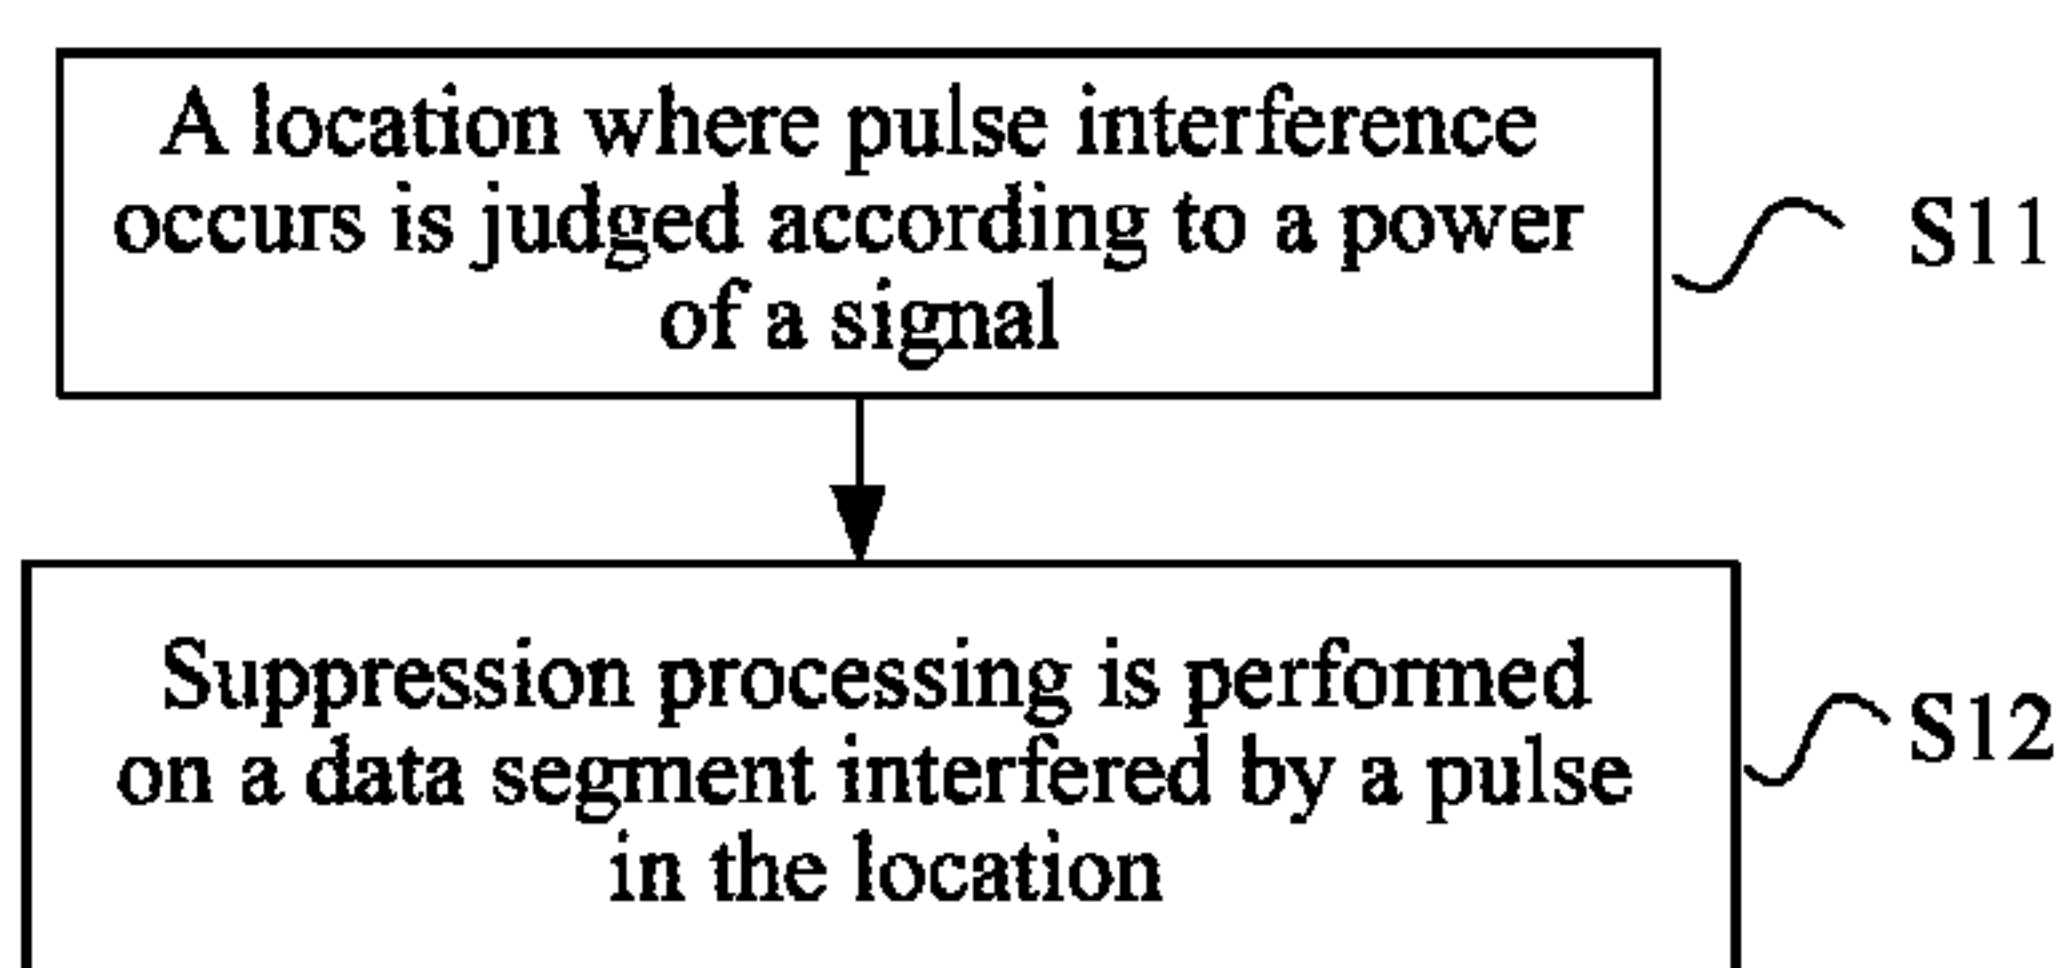 A location where pulse interference
occurs is judged according to a power
of a signal
S11
Suppression processing is performed
on a data segment interfered by a pulse
in the location
S12